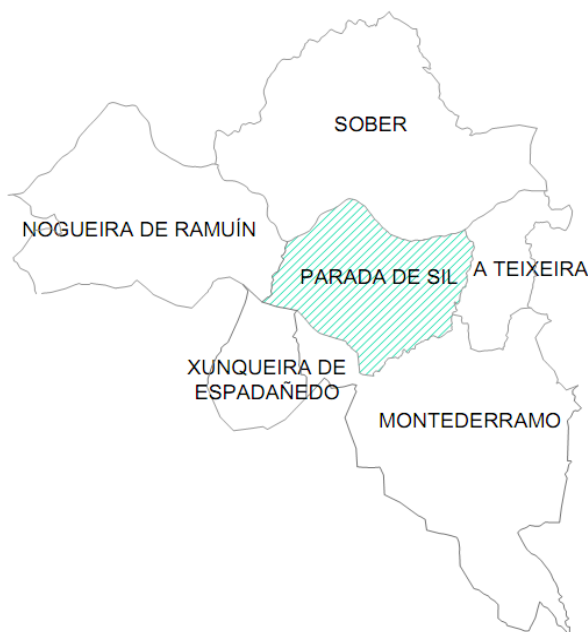 SOBER
NOGUEIRA DE RAMUÍN
PARADA DE SIL
A TEIXEIRA
XUNQUEIRA DE
ESPADAÑEDO
MONTEDERRAMO